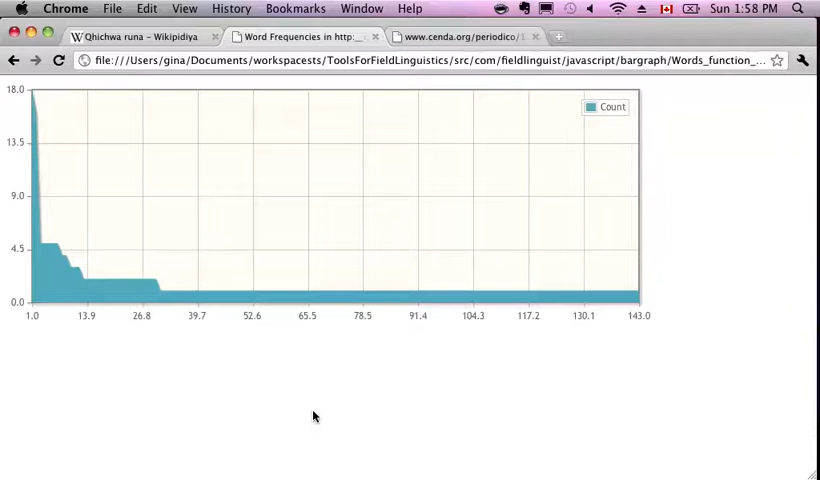 Chrome File Edit View History Bookmarks Window Help Sun 1:58 PM
Qhichwa runa – Wikipidiya
Word Frequencies in http:__
www.cenda.org/periodico/
file:///Users/gina/Documents/workspacests/ToolsForFieldLinguistics/src/com/fieldlinguist/javascript/bargraph/Words_function_...
18.0
Count
13.5
9.0
4.5
0.0
1.0 13.9 26.8 39.7 52.6 65.5 78.5 91.4 104.3 117.2 130.1 143.0